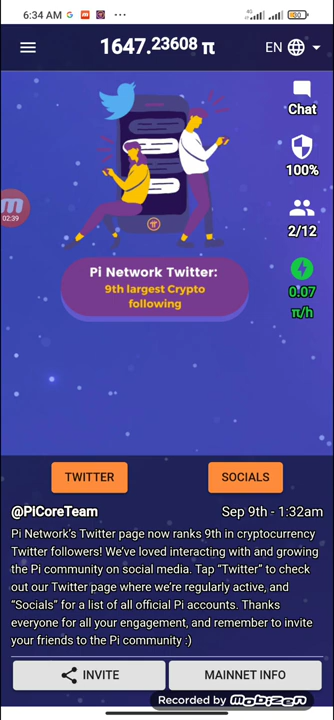 6:34 AM
1647.23608 π
EN
Chat
100%
02:39
2/12
0.07
π/h
Pi Network Twitter:
9th largest Crypto
following
TWITTER
SOCIALS
@PiCoreTeam
Sep 9th - 1:32am
Pi Network's Twitter page now ranks 9th in cryptocurrency
Twitter followers! We've loved interacting with and growing
the Pi community on social media. Tap "Twitter" to check
out our Twitter page where we're regularly active, and
"Socials" for a list of all official Pi accounts. Thanks
everyone for all your engagement, and remember to invite
your friends to the Pi community :)
INVITE
MAINNET INFO
Recorded by mobizen